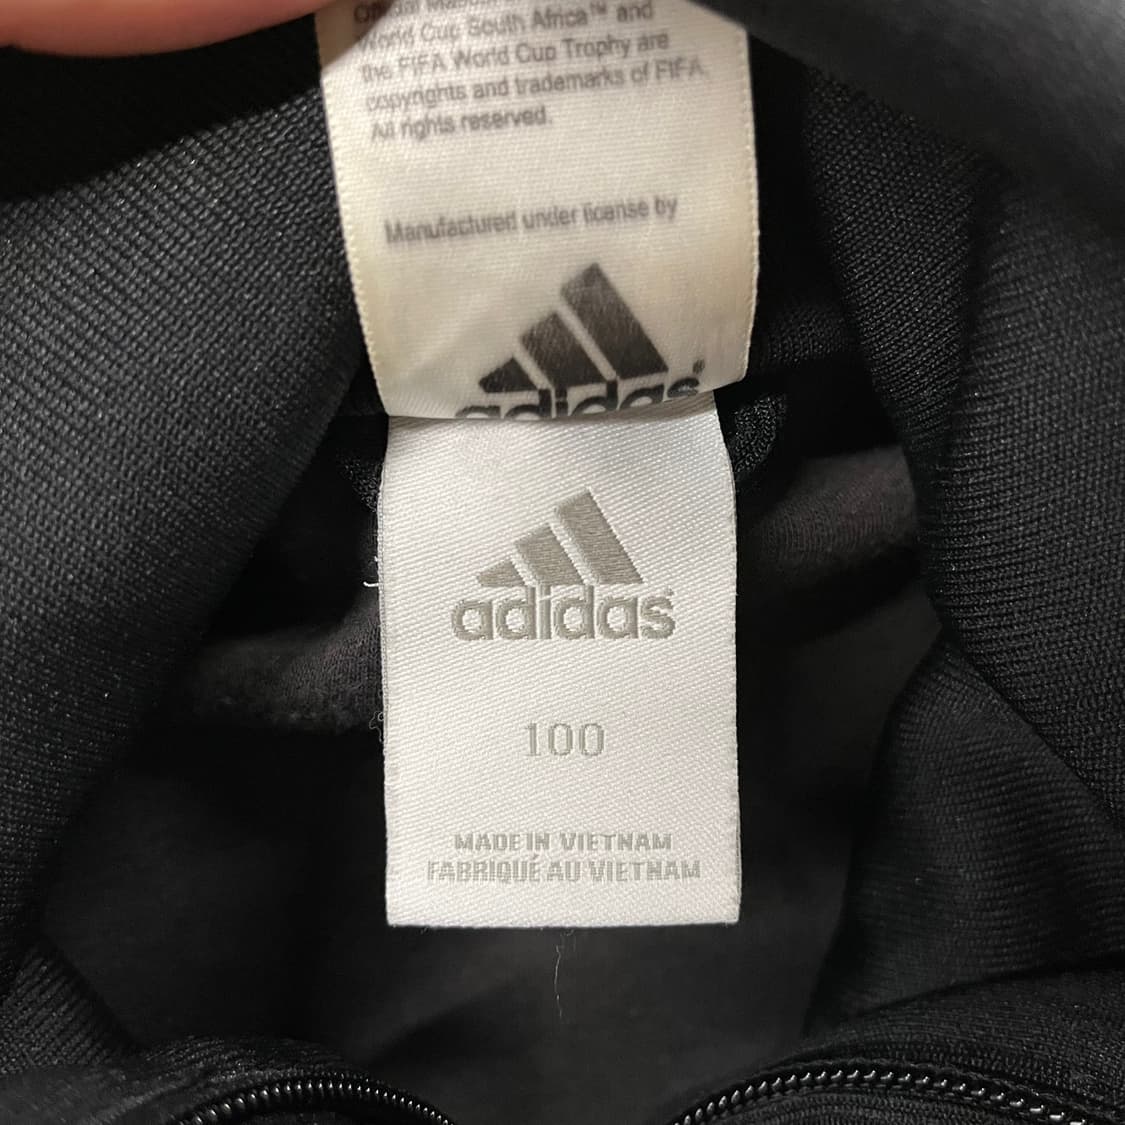 Official
World Cup South Africa™ and
the FIFA World Cup Trophy are
copyrights and trademarks of FIFA.
All rights reserved.
Manufactured under license by
adidas®
adidas
100
MADE IN VIETNAM
FABRIQUÉ AU VIETNAM